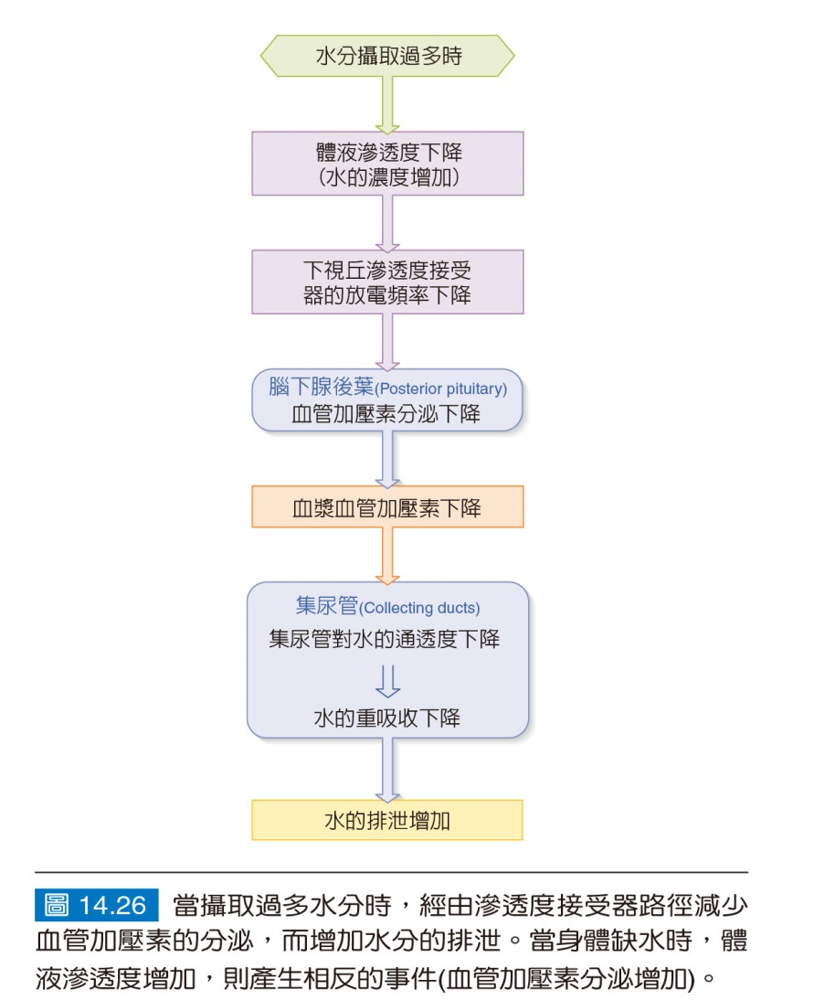 水分攝取過多時
體液滲透度下降
(水的濃度增加)
下視丘滲透度接受
器的放電頻率下降
腦下腺後葉(Posterior pituitary)
血管加壓素分泌下降
血漿血管加壓素下降
集尿管(Collecting ducts)
集尿管對水的通透度下降
水的重吸收下降
水的排泄增加
圖 14.26 當攝取過多水分時，經由滲透度接受器路徑減少
血管加壓素的分泌，而增加水分的排泄。當身體缺水時，體
液滲透度增加，則產生相反的事件(血管加壓素分泌增加)。